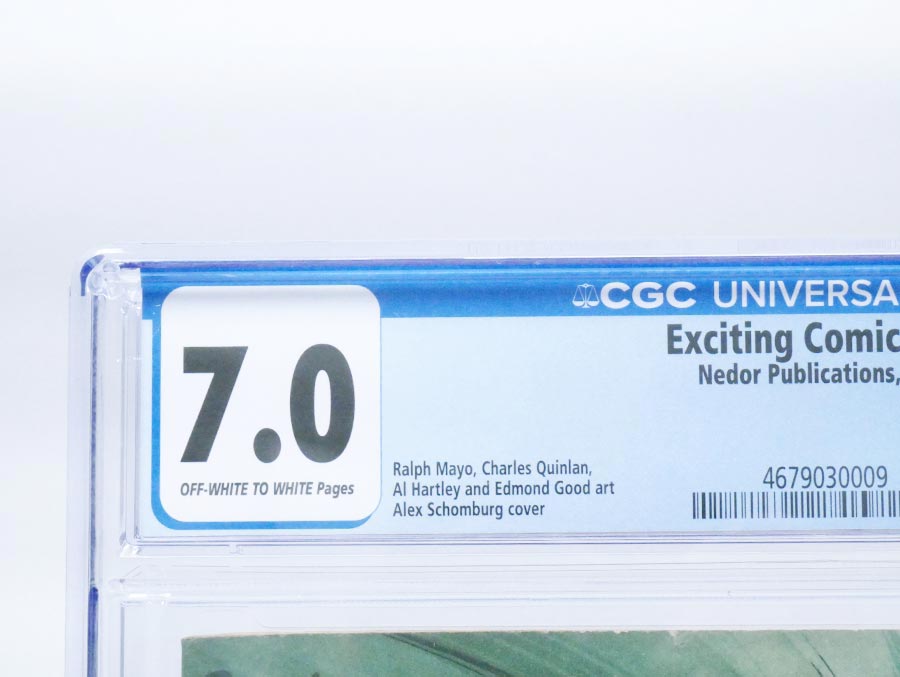 CGC UNIVERSA
Exciting Comic
Nedor Publications,
7.0
OFF-WHITE TO WHITE Pages
Ralph Mayo, Charles Quinlan,
Al Hartley and Edmond Good art
Alex Schomburg cover
4679030009